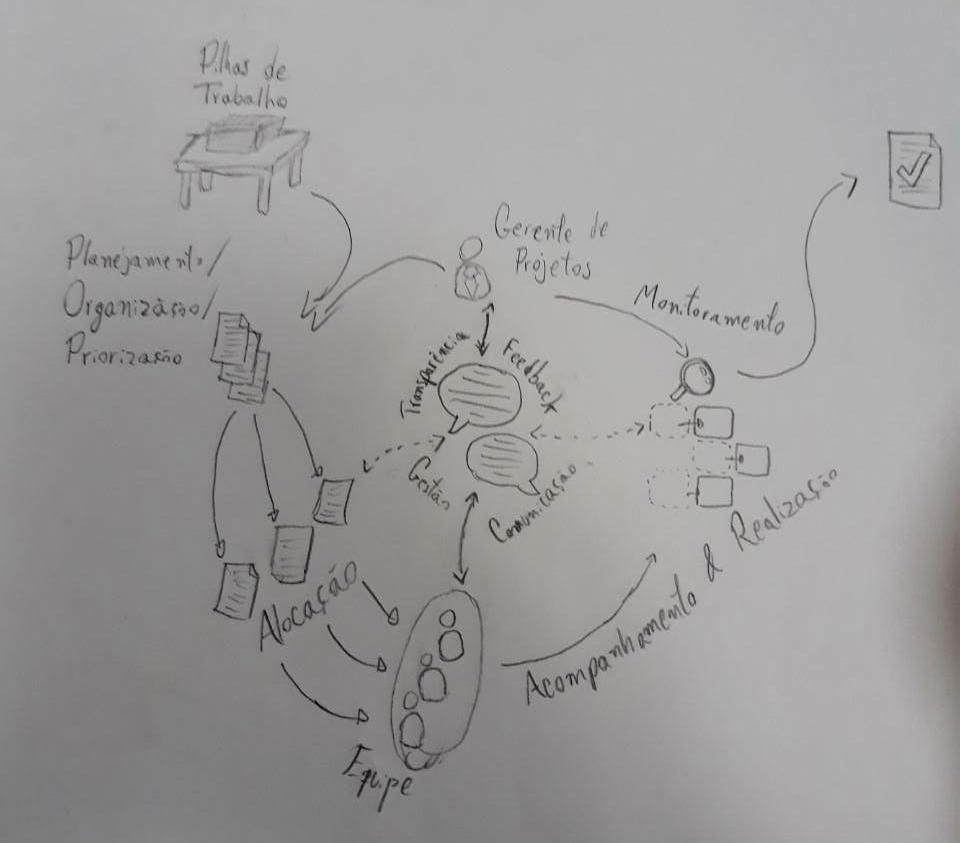 Pilhas de
Trabalho
Gerente de
Projetos
Planejamento/
Organização/
Priorização
Monitoramento
Transparência
Feedback
Gestão
Comunicação
Alocação
Acompanhamento & Realização
Equipe